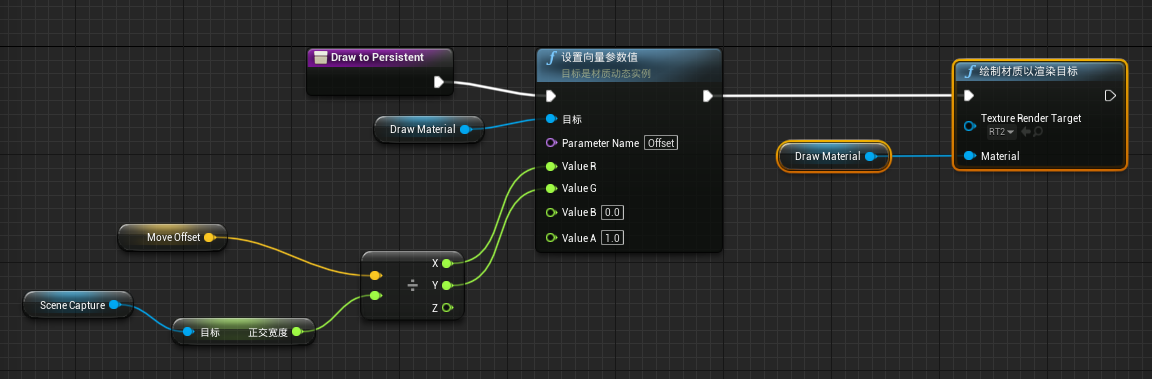 Draw to Persistent
设置向量参数值
目标是材质动态实例
目标
Parameter Name Offset
Value R
Value G
Value B 0.0
Value A 1.0
Draw Material
绘制材质以渲染目标
Texture Render Target
RT2
Material
Draw Material
Move Offset
X
Y
Z
÷
Scene Capture
目标 正交宽度